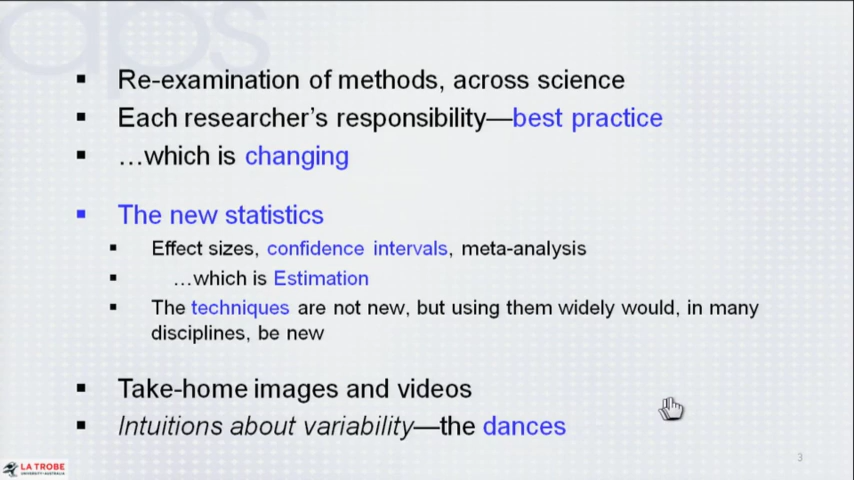 aps
▪ Re-examination of methods, across science
▪ Each researcher's responsibility—best practice
▪ …which is changing
▪ The new statistics
▪ Effect sizes, confidence intervals, meta-analysis
▪ …which is Estimation
▪ The techniques are not new, but using them widely would, in many
disciplines, be new
▪ Take-home images and videos
▪ Intuitions about variability—the dances
LA TROBE
UNIVERSITY AUSTRALIA
3